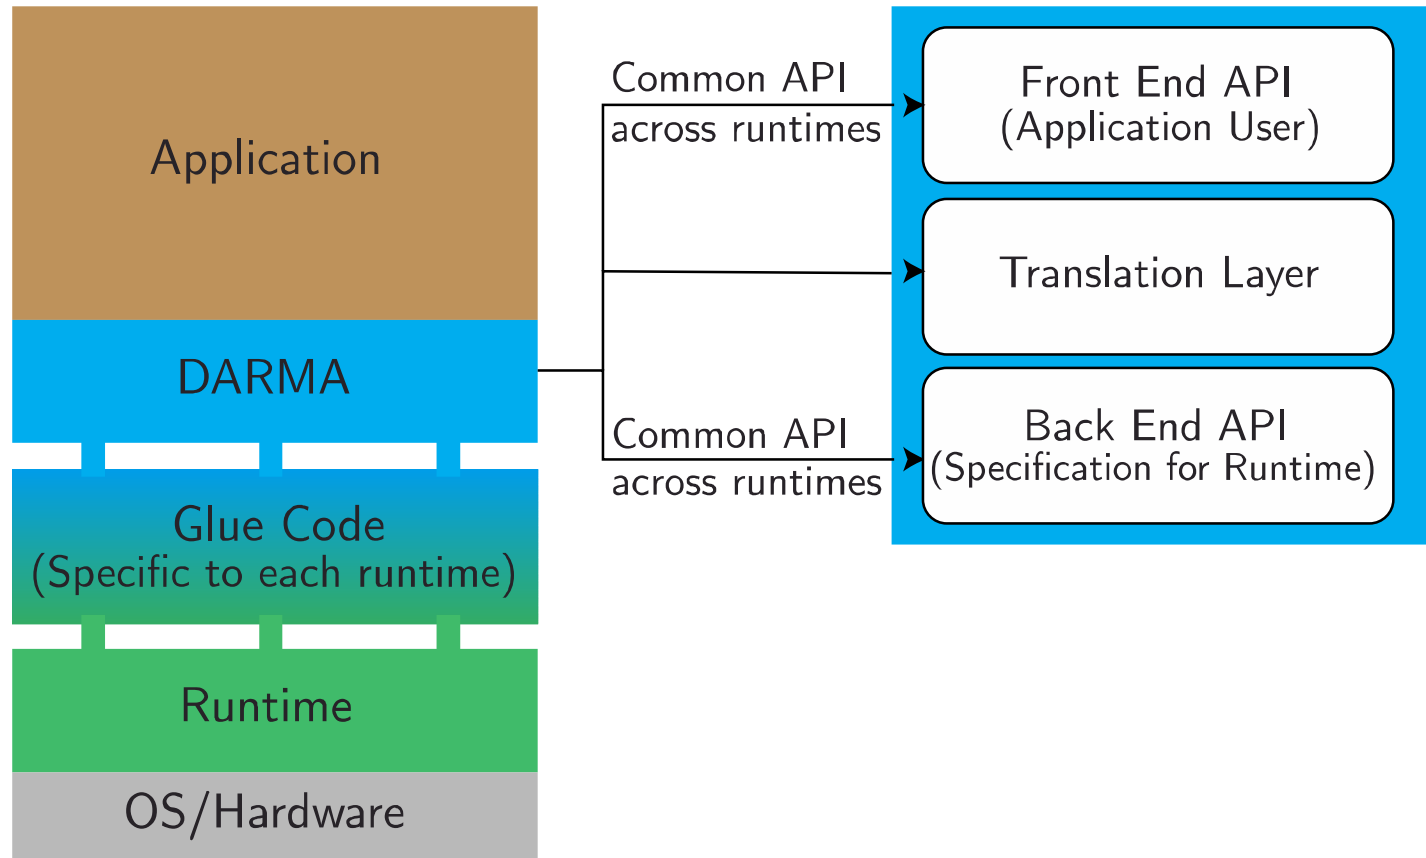 Application
DARMA
Glue Code
(Specific to each runtime)
Runtime
OS/Hardware
Common API
across runtimes
Common API
across runtimes
Front End API
(Application User)
Translation Layer
Back End API
(Specification for Runtime)